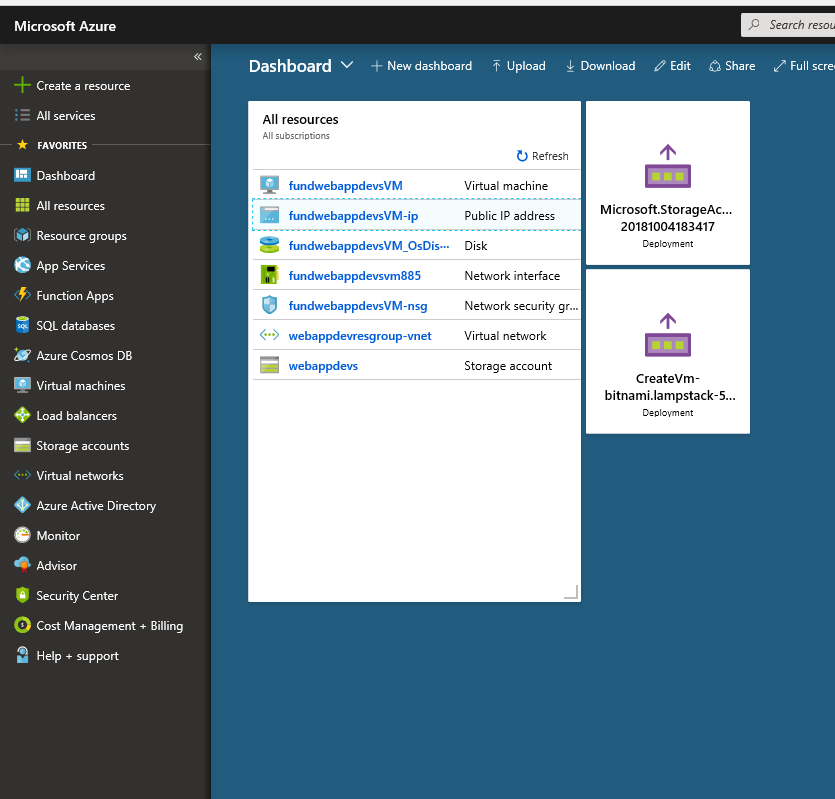 Microsoft Azure
Search resou
«
Create a resource
All services
FAVORITES
Dashboard
All resources
Resource groups
App Services
Function Apps
SQL databases
Azure Cosmos DB
Virtual machines
Load balancers
Storage accounts
Virtual networks
Azure Active Directory
Monitor
Advisor
Security Center
Cost Management + Billing
Help + support
Dashboard New dashboard Upload Download Edit Share Full scre
All resources
All subscriptions
Refresh
fundwebappdevsVM Virtual machine
fundwebappdevsVM-ip Public IP address
fundwebappdevsVM_OsDis··· Disk
fundwebappdevsvm885 Network interface
fundwebappdevsVM-nsg Network security gr...
webappdevresgroup-vnet Virtual network
webappdevs Storage account
Microsoft.StorageAc...
20181004183417
Deployment
CreateVm-
bitnami.lampstack-5...
Deployment